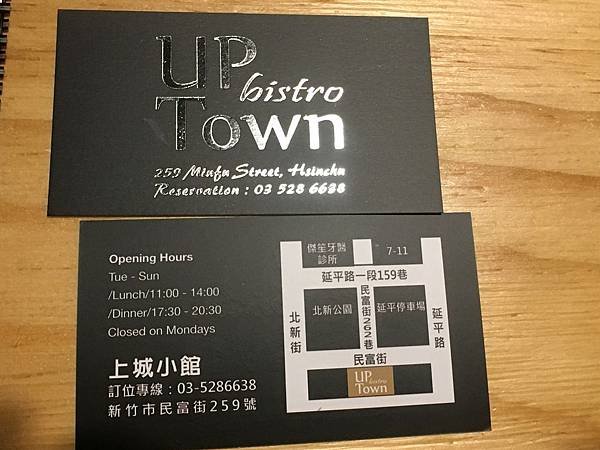 UP
bistro
Town
259 Minfu Street, Hsinchu
Reservation : 03 528 6638
Opening Hours
Tue - Sun
/Lunch/11:00 - 14:00
/Dinner/17:30 - 20:30
Closed on Mondays
上城小館
訂位專線：03-5286638
新竹市民富街259號
傑笙牙醫
診所
7-11
延平路一段159巷
北新公園
民富街262巷
延平停車場
北新街
延平路
民富街
UP
bistro
Town